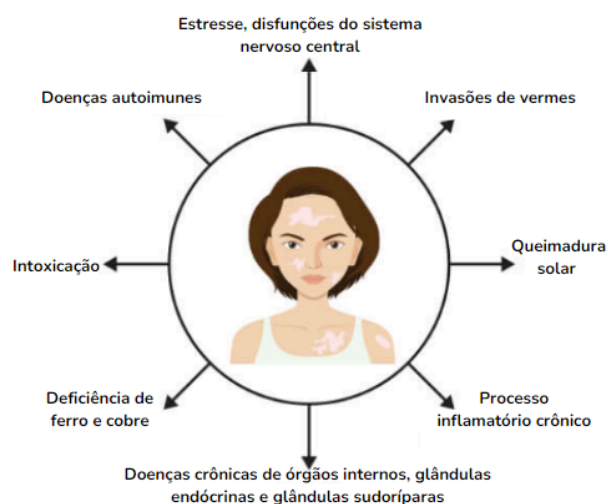 Estresse, disfunções do sistema
nervoso central
Doenças autoimunes
Invasões de vermes
Intoxicação
Queimadura
solar
Deficiência de
ferro e cobre
Processo
inflamatório crônico
Doenças crônicas de órgãos internos, glândulas
endócrinas e glândulas sudoríparas